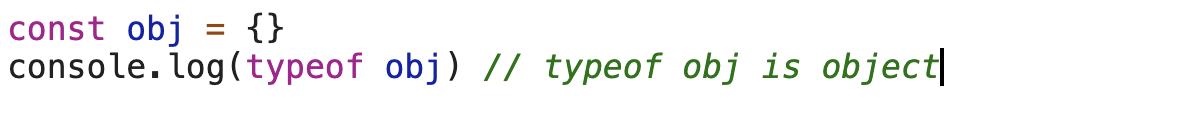 const obj = {}
console.log(typeof obj) // typeof obj is object